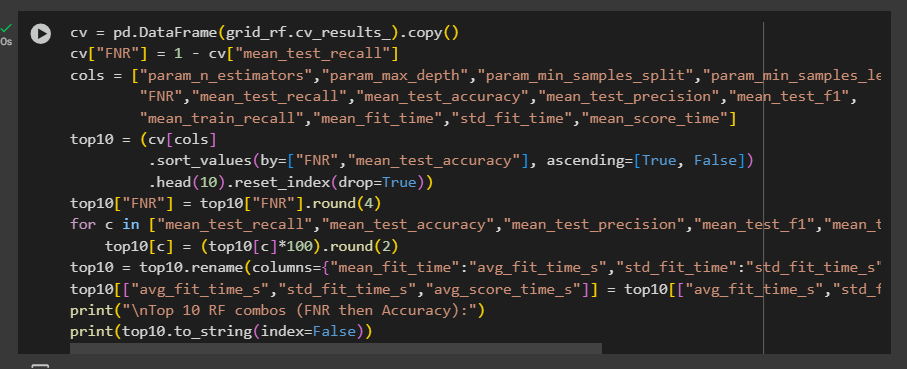 cv = pd.DataFrame(grid_rf.cv_results_).copy()
cv["FNR"] = 1 - cv["mean_test_recall"]
cols = ["param_n_estimators","param_max_depth","param_min_samples_split","param_min_samples_le
"FNR","mean_test_recall","mean_test_accuracy","mean_test_precision","mean_test_f1",
"mean_train_recall","mean_fit_time","std_fit_time","mean_score_time"]
top10 = (cv[cols]
.sort_values(by=["FNR","mean_test_accuracy"], ascending=[True, False])
.head(10).reset_index(drop=True))
top10["FNR"] = top10["FNR"].round(4)
for c in ["mean_test_recall","mean_test_accuracy","mean_test_precision","mean_test_f1","mean_t
top10[c] = (top10[c]*100).round(2)
top10 = top10.rename(columns={"mean_fit_time":"avg_fit_time_s","std_fit_time":"std_fit_time_s"
top10[["avg_fit_time_s","std_fit_time_s","avg_score_time_s"]] = top10[["avg_fit_time_s","std_f
print("\nTop 10 RF combos (FNR then Accuracy):")
print(top10.to_string(index=False))
0s